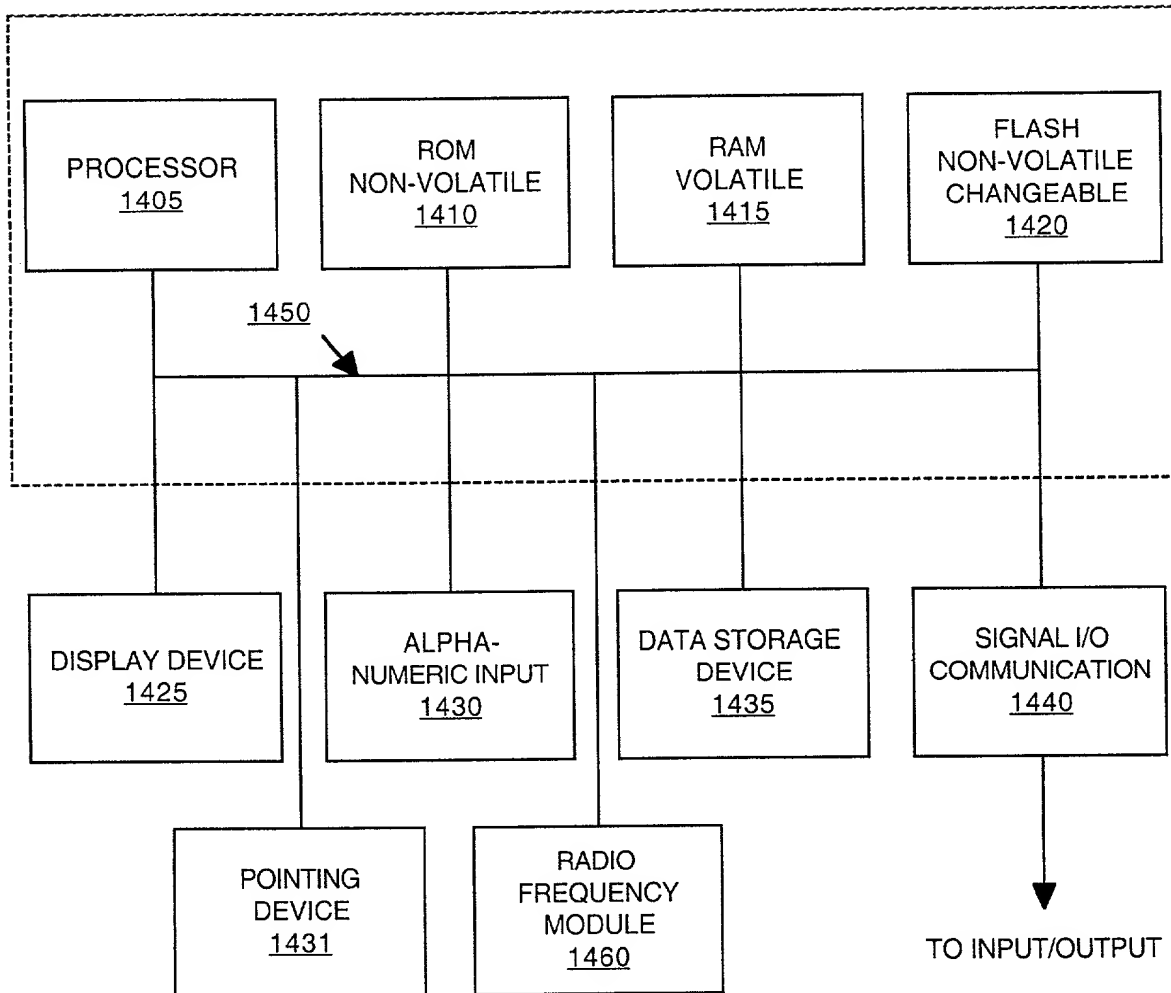 PROCESSOR
1405
ROM
NON-VOLATILE
1410
RAM
VOLATILE
1415
FLASH
NON-VOLATILE
CHANGEABLE
1420
1450
DISPLAY DEVICE
1425
ALPHA-
NUMERIC INPUT
1430
DATA STORAGE
DEVICE
1435
SIGNAL I/O
COMMUNICATION
1440
POINTING
DEVICE
1431
RADIO
FREQUENCY
MODULE
1460
TO INPUT/OUTPUT